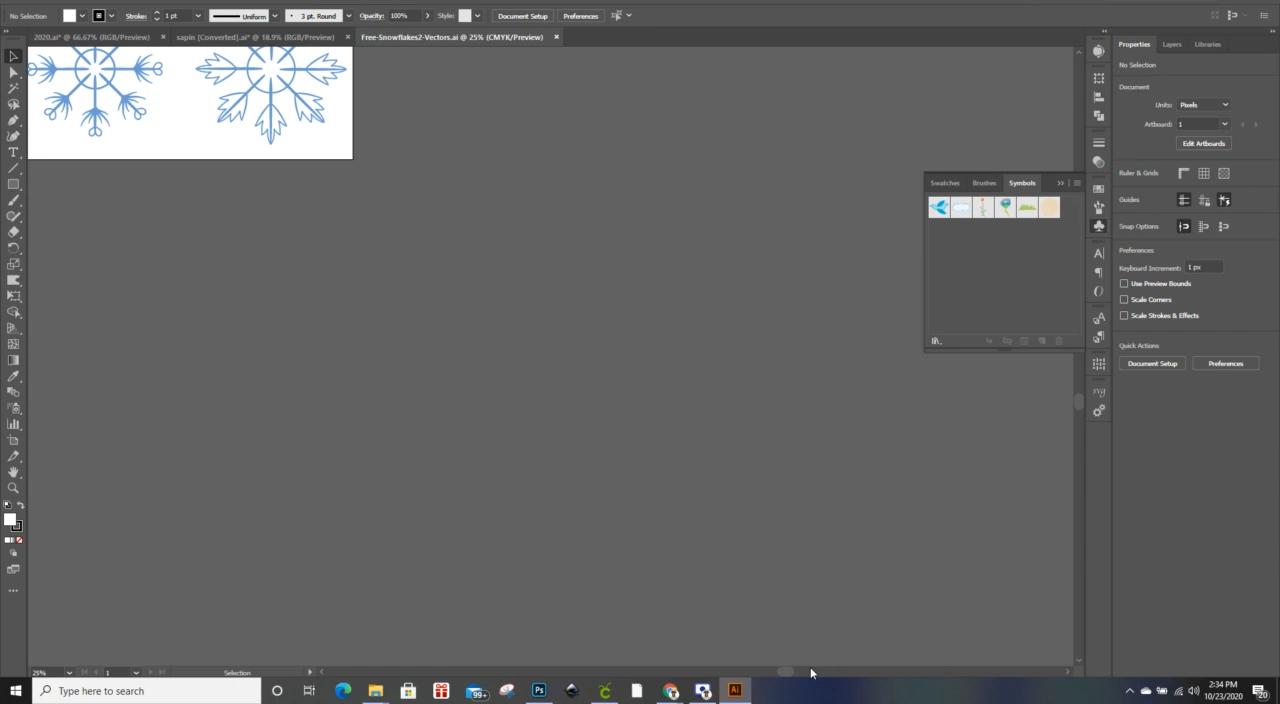 No Selection Stroke: 1 pt Uniform 3 pt. Round Opacity: 100% Style: Document Setup Preferences
2020.ai* @ 66.67% (RGB/Preview) × sapin [Converted].ai* @ 18.9% (RGB/Preview) × Free-Snowflakes2-Vectors.ai @ 25% (CMYK/Preview) ×
Properties Layers Libraries
No Selection
Document
Units: Pixels
Artboard: 1
Edit Artboards
Ruler & Grids
Guides
Snap Options
Preferences
Keyboard Increment: 1 px
Use Preview Bounds
Scale Corners
Scale Strokes & Effects
Quick Actions
Document Setup Preferences
Swatches Brushes Symbols
25% 1 Selection
Type here to search
99+
Ps
Ai
2:34 PM
10/23/2020
20